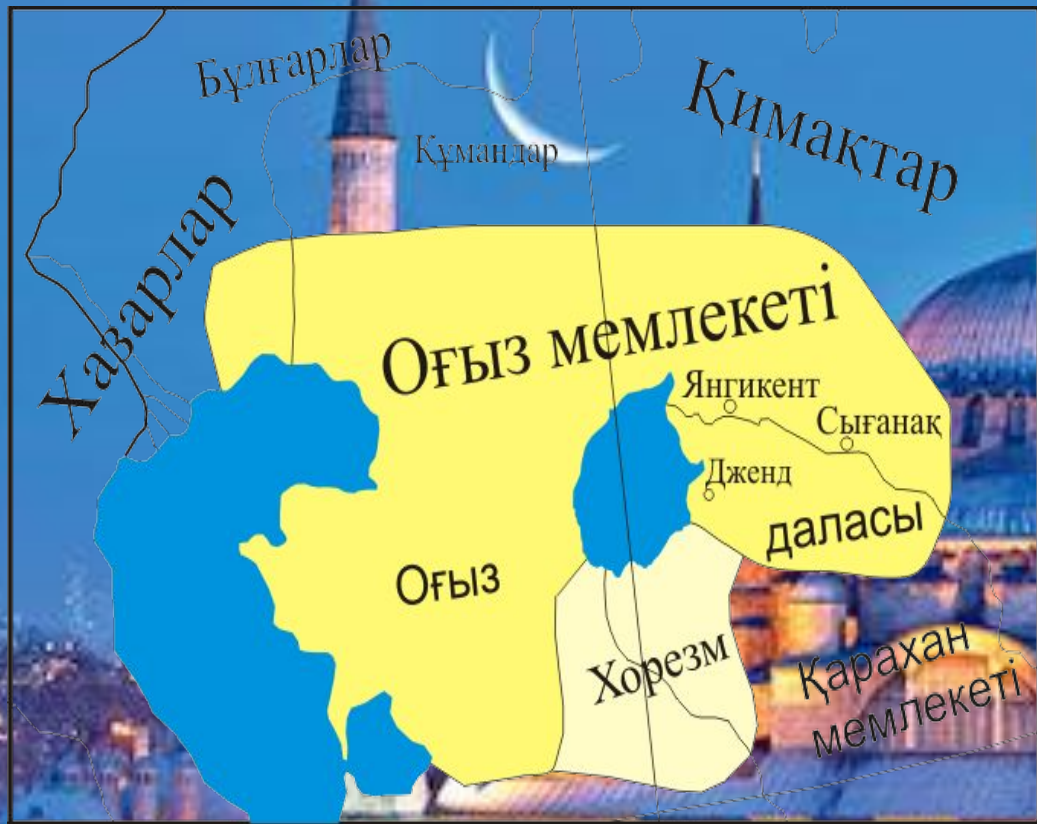 Бұлғарлар
Қимақтар
Құмандар
Хазарлар
Оғыз мемлекеті
Янгикент
Сығанақ
Дженд
даласы
Оғыз
Хорезм
Қарахан
мемлекеті